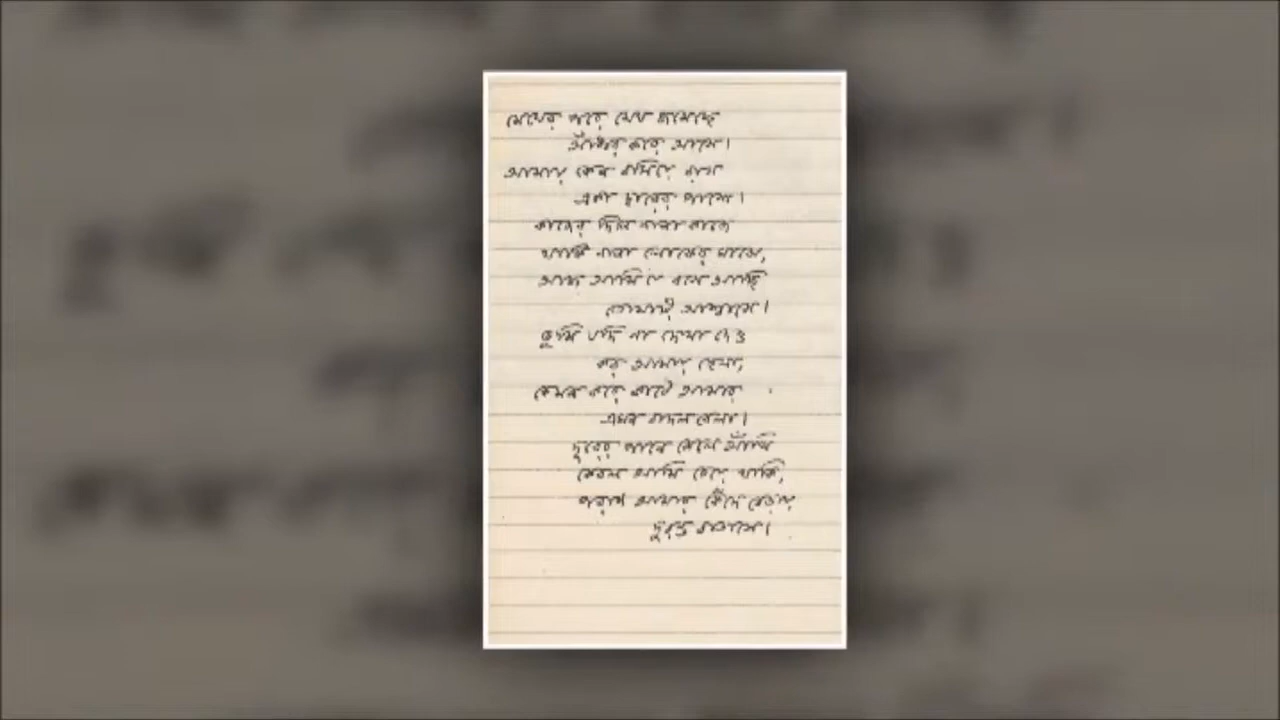 মেঘের পরে মেঘ জমেছে
আঁধার করে আসে।
আমায় কেন বসিয়ে রাখ
একা দ্বারের পাশে।
কাজের দিনে নানা কাজে
থাকি নানা লোকের মাঝে,
আজ আমি যে বসে আছি
তোমারই আশ্বাসে।
তুমি যদি না দেখা দেও
কর আমায় হেলা,
কেমন করে কাটে আমার
এমন বাদল বেলা।
দূরের পানে মেলে আঁখি
কেবল আমি চেয়ে থাকি,
পরাণ আমার কেঁদে বেড়ায়
দুরন্ত বাতাসে।